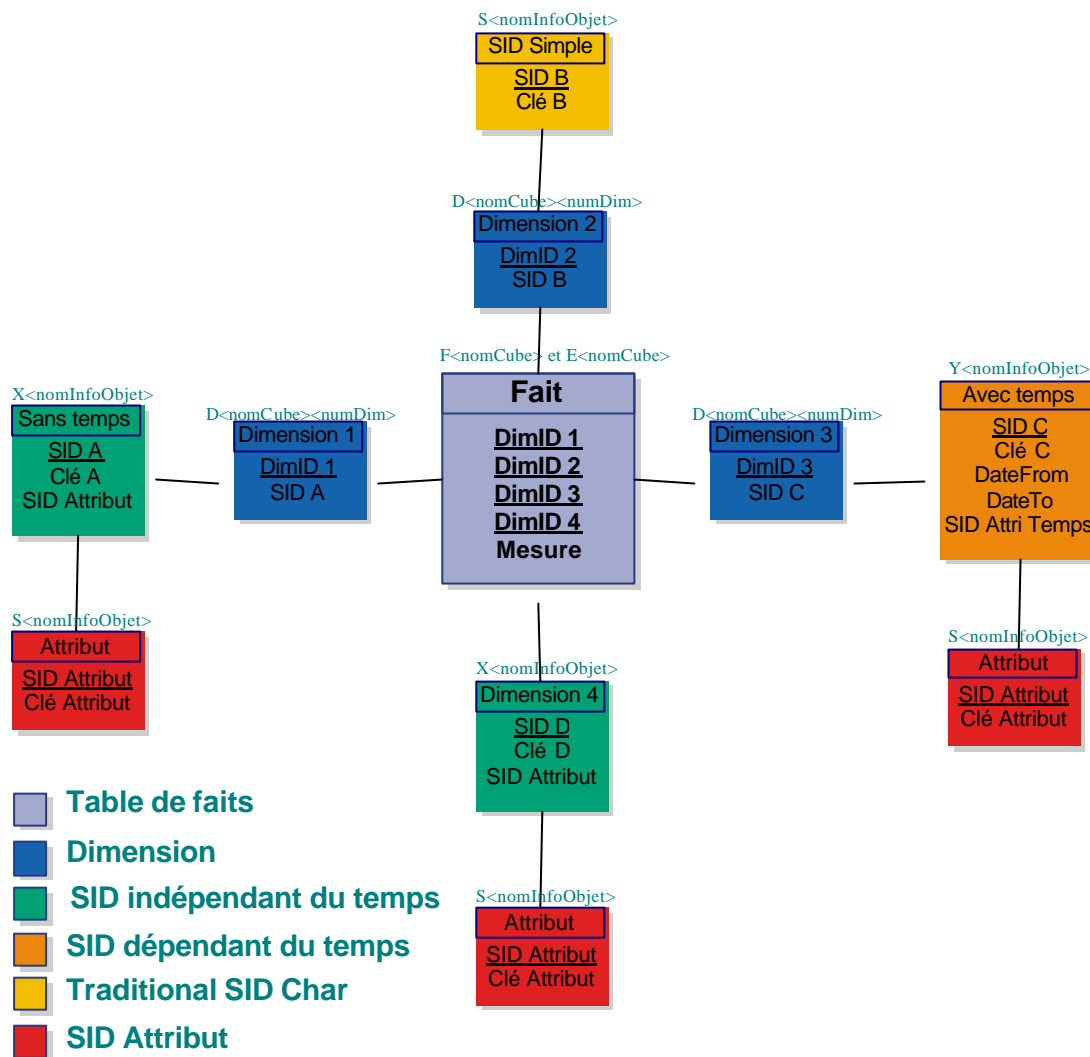 S<nomInfoObjet>
SID Simple
SID B
Clé B
D<nomCube><numDim>
Dimension 2
DimID 2
SID B
F<nomCube> et E<nomCube>
Fait
DimID 1
DimID 2
DimID 3
DimID 4
Mesure
X<nomInfoObjet>
Sans temps
SID A
Clé A
SID Attribut
D<nomCube><numDim>
Dimension 1
DimID 1
SID A
D<nomCube><numDim>
Dimension 3
DimID 3
SID C
Y<nomInfoObjet>
Avec temps
SID C
Clé C
DateFrom
DateTo
SID Attri Temps
S<nomInfoObjet>
Attribut
SID Attribut
Clé Attribut
X<nomInfoObjet>
Dimension 4
SID D
Clé D
SID Attribut
S<nomInfoObjet>
Attribut
SID Attribut
Clé Attribut
S<nomInfoObjet>
Attribut
SID Attribut
Clé Attribut
Table de faits
Dimension
SID indépendant du temps
SID dépendant du temps
Traditional SID Char
SID Attribut